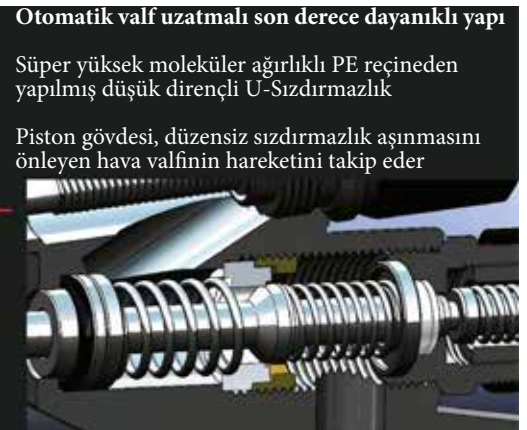 Otomatik valf uzatmalı son derece dayanıklı yapı
Süper yüksek moleküler ağırlıklı PE reçineden
yapılmış düşük dirençli U-Sızdırmazlık
Piston gövdesi, düzensiz sızdırmazlık aşınmasını
önleyen hava valfinin hareketini takip eder